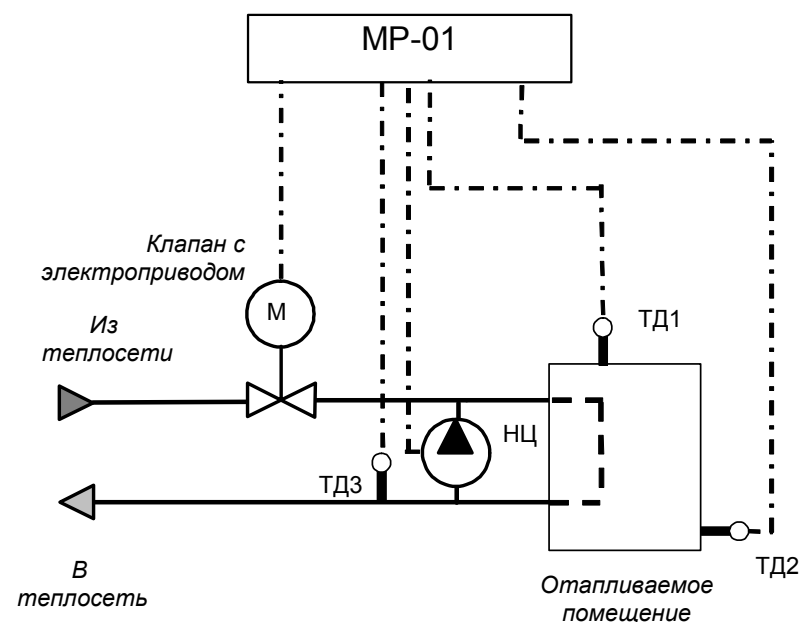 МР-01
Клапан с
электроприводом
М
Из
теплосети
ТД1
НЦ
ТД3
ТД2
В
теплосеть
Отапливаемое
помещение